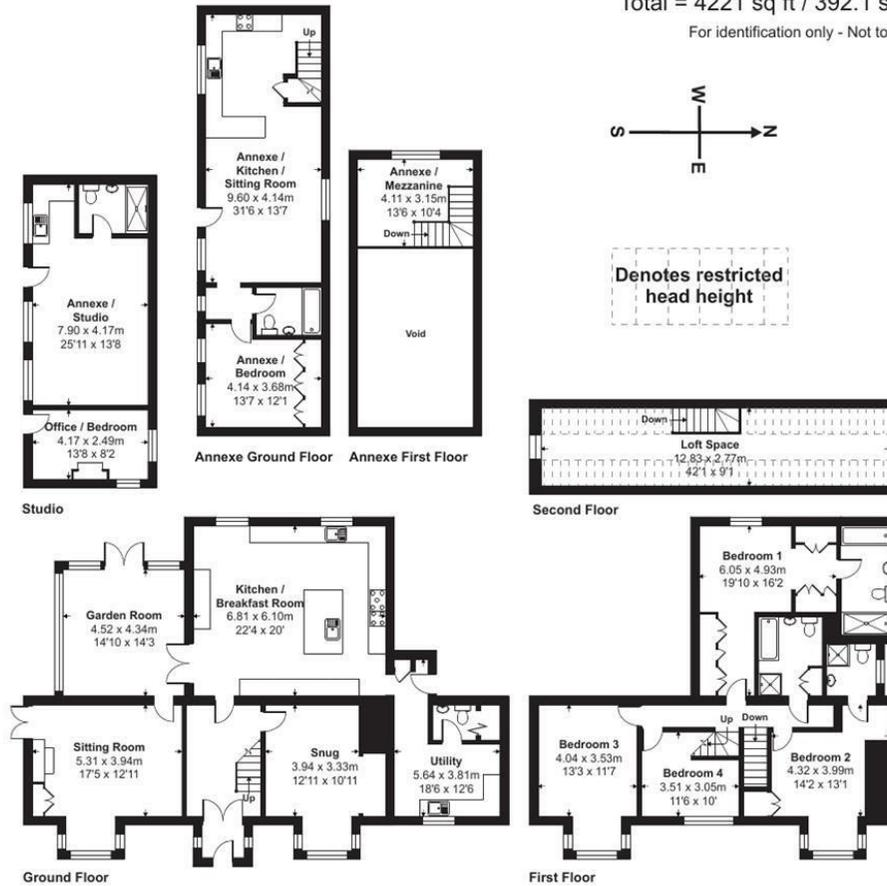 Total = 4221 sq ft / 392.1 s
For identification only - Not to
W
S
N
E
Denotes restricted
head height
Up
Annexe /
Kitchen /
Sitting Room
9.60 x 4.14m
31'6 x 13'7
Annexe /
Bedroom
4.14 x 3.68m
13'7 x 12'1
Annexe Ground Floor
Annexe /
Mezzanine
4.11 x 3.15m
13'6 x 10'4
Down
Void
Annexe First Floor
Annexe /
Studio
7.90 x 4.17m
25'11 x 13'8
Office / Bedroom
4.17 x 2.49m
13'8 x 8'2
Studio
Down
Loft Space
12.83 x 2.77m
42'1 x 9'1
Second Floor
Garden Room
4.52 x 4.34m
14'10 x 14'3
Kitchen /
Breakfast Room
6.81 x 6.10m
22'4 x 20'
Sitting Room
5.31 x 3.94m
17'5 x 12'11
Up
Snug
3.94 x 3.33m
12'11 x 10'11
Utility
5.64 x 3.81m
18'6 x 12'6
Ground Floor
Bedroom 1
6.05 x 4.93m
19'10 x 16'2
Up
Down
Bedroom 3
4.04 x 3.53m
13'3 x 11'7
Bedroom 4
3.51 x 3.05m
11'6 x 10'
Bedroom 2
4.32 x 3.99m
14'2 x 13'1
First Floor